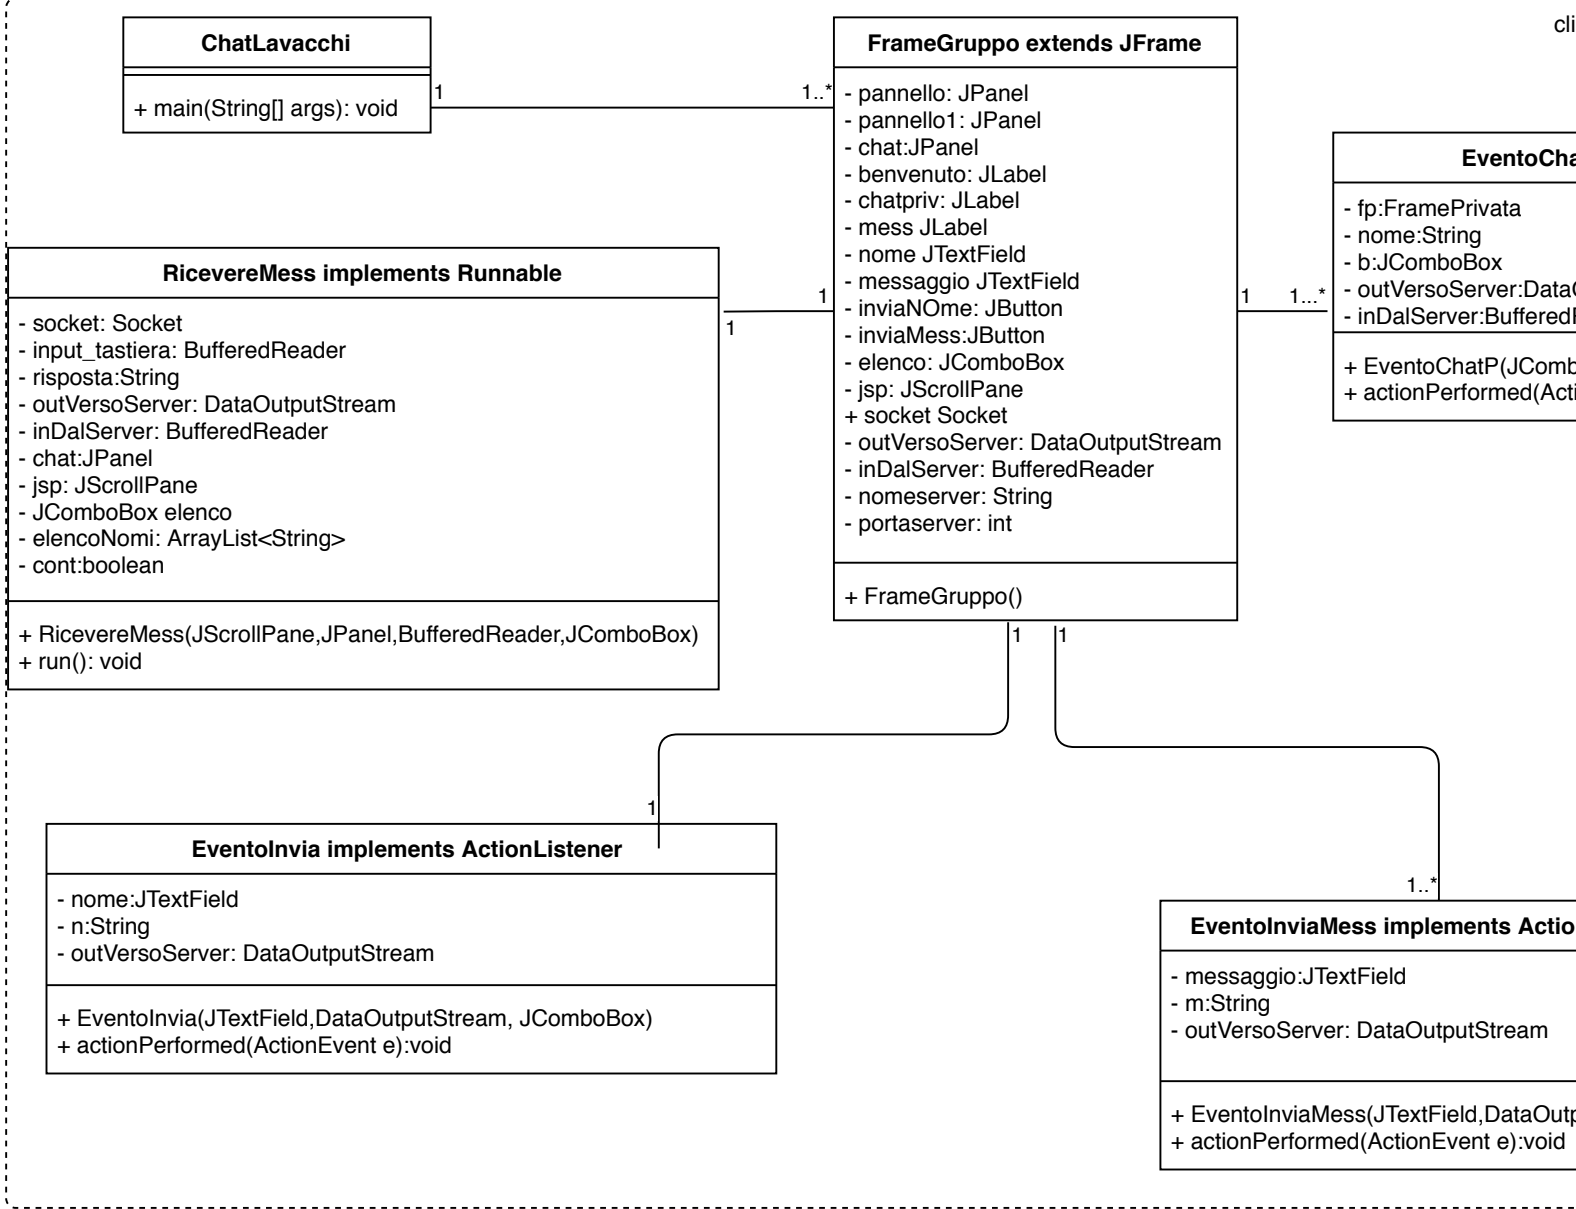 cli
ChatLavacchi
+ main(String[] args): void
1
1..*
FrameGruppo extends JFrame
- pannello: JPanel
- pannello1: JPanel
- chat:JPanel
- benvenuto: JLabel
- chatpriv: JLabel
- mess JLabel
- nome JTextField
- messaggio JTextField
- inviaNOme: JButton
- inviaMess:JButton
- elenco: JComboBox
- jsp: JScrollPane
+ socket Socket
- outVersoServer: DataOutputStream
- inDalServer: BufferedReader
- nomeserver: String
- portaserver: int
+ FrameGruppo()
1
1...*
EventoCha
- fp:FramePrivata
- nome:String
- b:JComboBox
- outVersoServer:Data
- inDalServer:Buffered
+ EventoChatP(JComb
+ actionPerformed(Acti
RicevereMess implements Runnable
- socket: Socket
- input_tastiera: BufferedReader
- risposta:String
- outVersoServer: DataOutputStream
- inDalServer: BufferedReader
- chat:JPanel
- jsp: JScrollPane
- JComboBox elenco
- elencoNomi: ArrayList<String>
- cont:boolean
+ RicevereMess(JScrollPane,JPanel,BufferedReader,JComboBox)
+ run(): void
1
1
1
1
1
EventoInvia implements ActionListener
- nome:JTextField
- n:String
- outVersoServer: DataOutputStream
+ EventoInvia(JTextField,DataOutputStream, JComboBox)
+ actionPerformed(ActionEvent e):void
1..*
EventoInviaMess implements Actio
- messaggio:JTextField
- m:String
- outVersoServer: DataOutputStream
+ EventoInviaMess(JTextField,DataOutp
+ actionPerformed(ActionEvent e):void